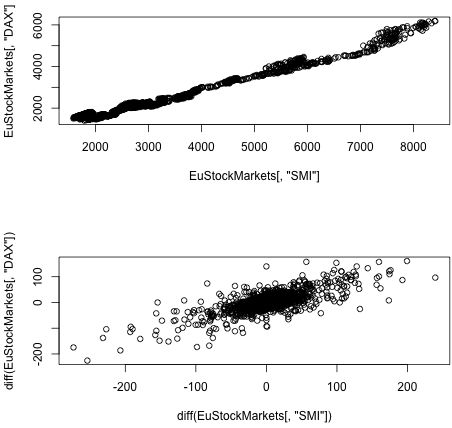 EuStockMarkets[, "DAX"]
6000
4000
2000
2000 3000 4000 5000 6000 7000 8000
EuStockMarkets[, "SMI"]
diff(EuStockMarkets[, "DAX"])
100
0
-200
-200 -100 0 100 200
diff(EuStockMarkets[, "SMI"])